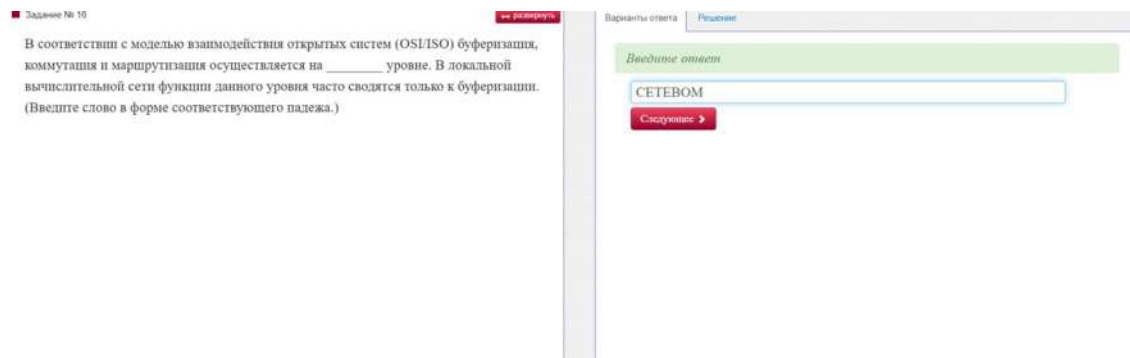 Задание № 16
развернуть
В соответствии с моделью взаимодействия открытых систем (OSI/ISO) буферизация,
коммутация и маршрутизация осуществляется на ________ уровне. В локальной
вычислительной сети функции данного уровня часто сводятся только к буферизации.
(Введите слово в форме соответствующего падежа.)
Варианты ответа
Решение
Введите ответ
СЕТЕВОМ
Следующее